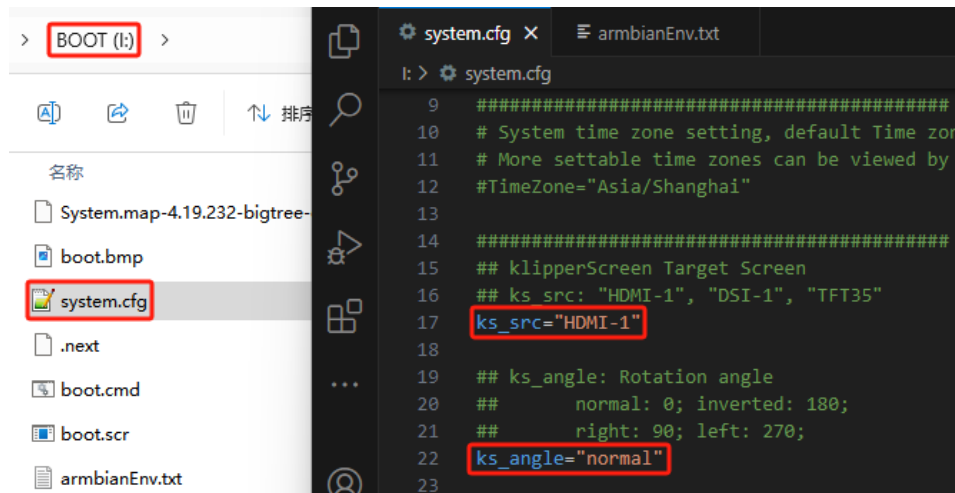 > BOOT (I:) >
排序
名称
System.map-4.19.232-bigtree-
boot.bmp
system.cfg
.next
boot.cmd
boot.scr
armbianEnv.txt
system.cfg × armbianEnv.txt
I: > system.cfg
9 ###########################################
10 # System time zone setting, default Time zon
11 # More settable time zones can be viewed by
12 #TimeZone="Asia/Shanghai"
13
14 ###########################################
15 ## klipperScreen Target Screen
16 ## ks_src: "HDMI-1", "DSI-1", "TFT35"
17 ks_src="HDMI-1"
18
19 ## ks_angle: Rotation angle
20 ## normal: 0; inverted: 180;
21 ## right: 90; left: 270;
22 ks_angle="normal"
23